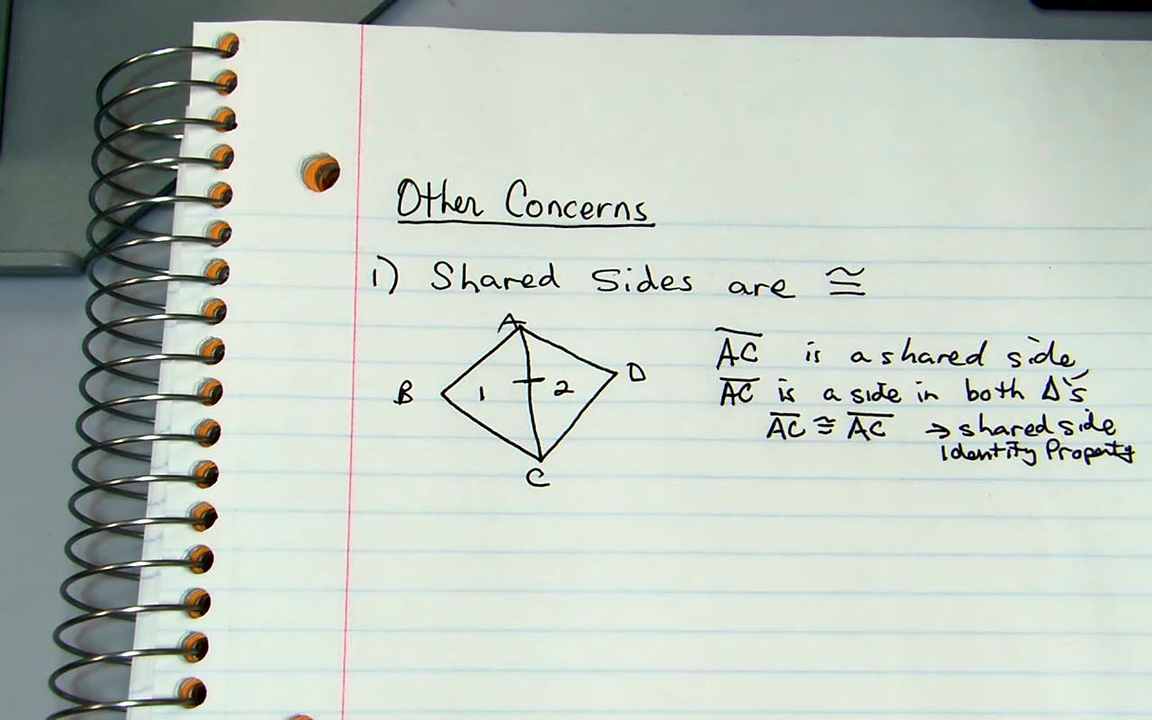 Other Concerns
1) Shared Sides are ≅
A
B 1 2 D
C
AC is a shared side,
AC is a side in both Δ's
AC ≅ AC → shared side
Identity Property